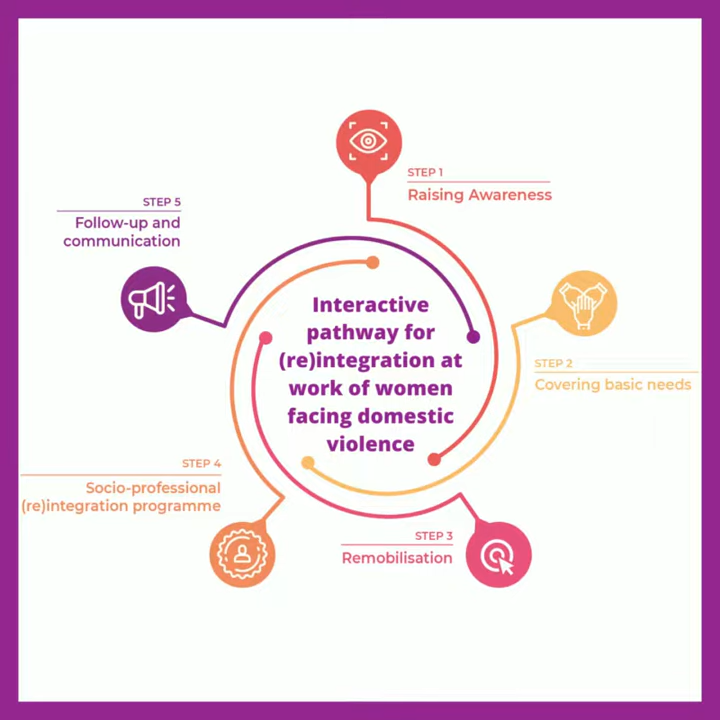 Interactive
pathway for
(re)integration at
work of women
facing domestic
violence
STEP 1
Raising Awareness
STEP 2
Covering basic needs
STEP 3
Remobilisation
STEP 4
Socio-professional
(re)integration programme
STEP 5
Follow-up and
communication